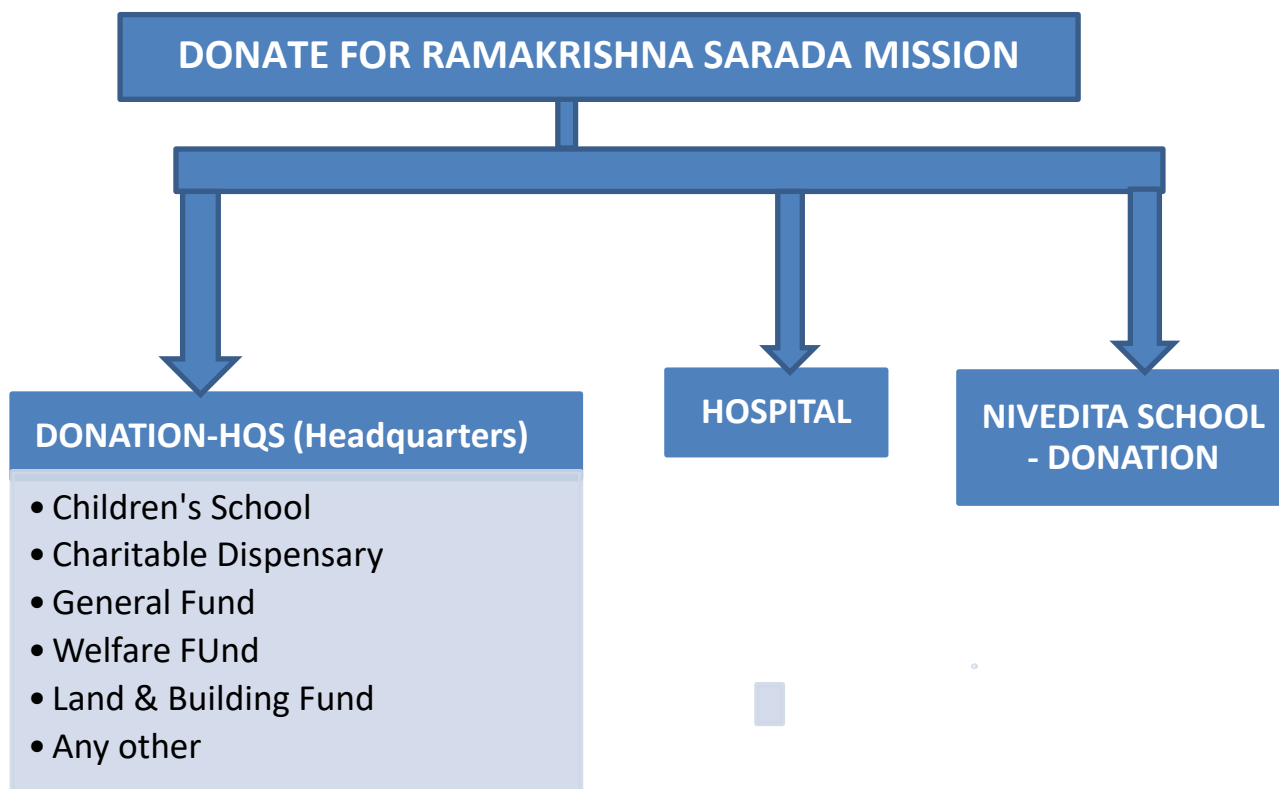 DONATE FOR RAMAKRISHNA SARADA MISSION
DONATION-HQS (Headquarters)
• Children's School
• Charitable Dispensary
• General Fund
• Welfare FUnd
• Land & Building Fund
• Any other
HOSPITAL
NIVEDITA SCHOOL
- DONATION